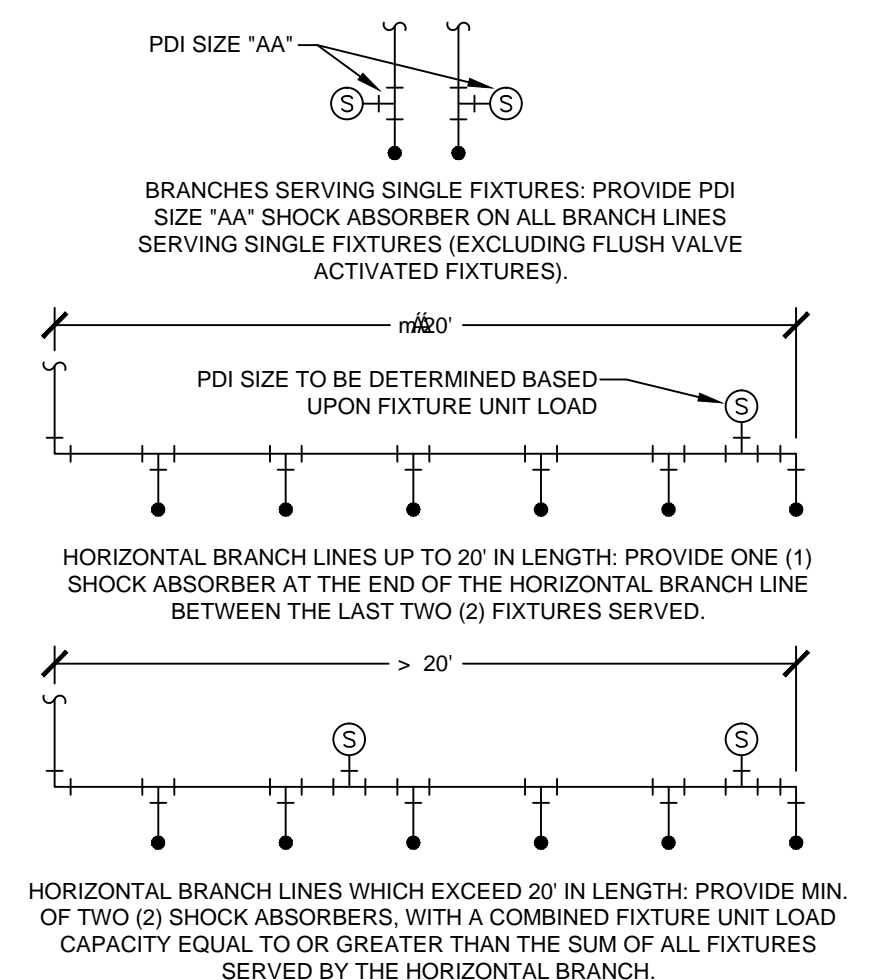 PDI SIZE "AA"
S
S
BRANCHES SERVING SINGLE FIXTURES: PROVIDE PDI
SIZE "AA" SHOCK ABSORBER ON ALL BRANCH LINES
SERVING SINGLE FIXTURES (EXCLUDING FLUSH VALVE
ACTIVATED FIXTURES).
20'
PDI SIZE TO BE DETERMINED BASED
UPON FIXTURE UNIT LOAD
S
HORIZONTAL BRANCH LINES UP TO 20' IN LENGTH: PROVIDE ONE (1)
SHOCK ABSORBER AT THE END OF THE HORIZONTAL BRANCH LINE
BETWEEN THE LAST TWO (2) FIXTURES SERVED.
> 20'
S
S
HORIZONTAL BRANCH LINES WHICH EXCEED 20' IN LENGTH: PROVIDE MIN.
OF TWO (2) SHOCK ABSORBERS, WITH A COMBINED FIXTURE UNIT LOAD
CAPACITY EQUAL TO OR GREATER THAN THE SUM OF ALL FIXTURES
SERVED BY THE HORIZONTAL BRANCH.